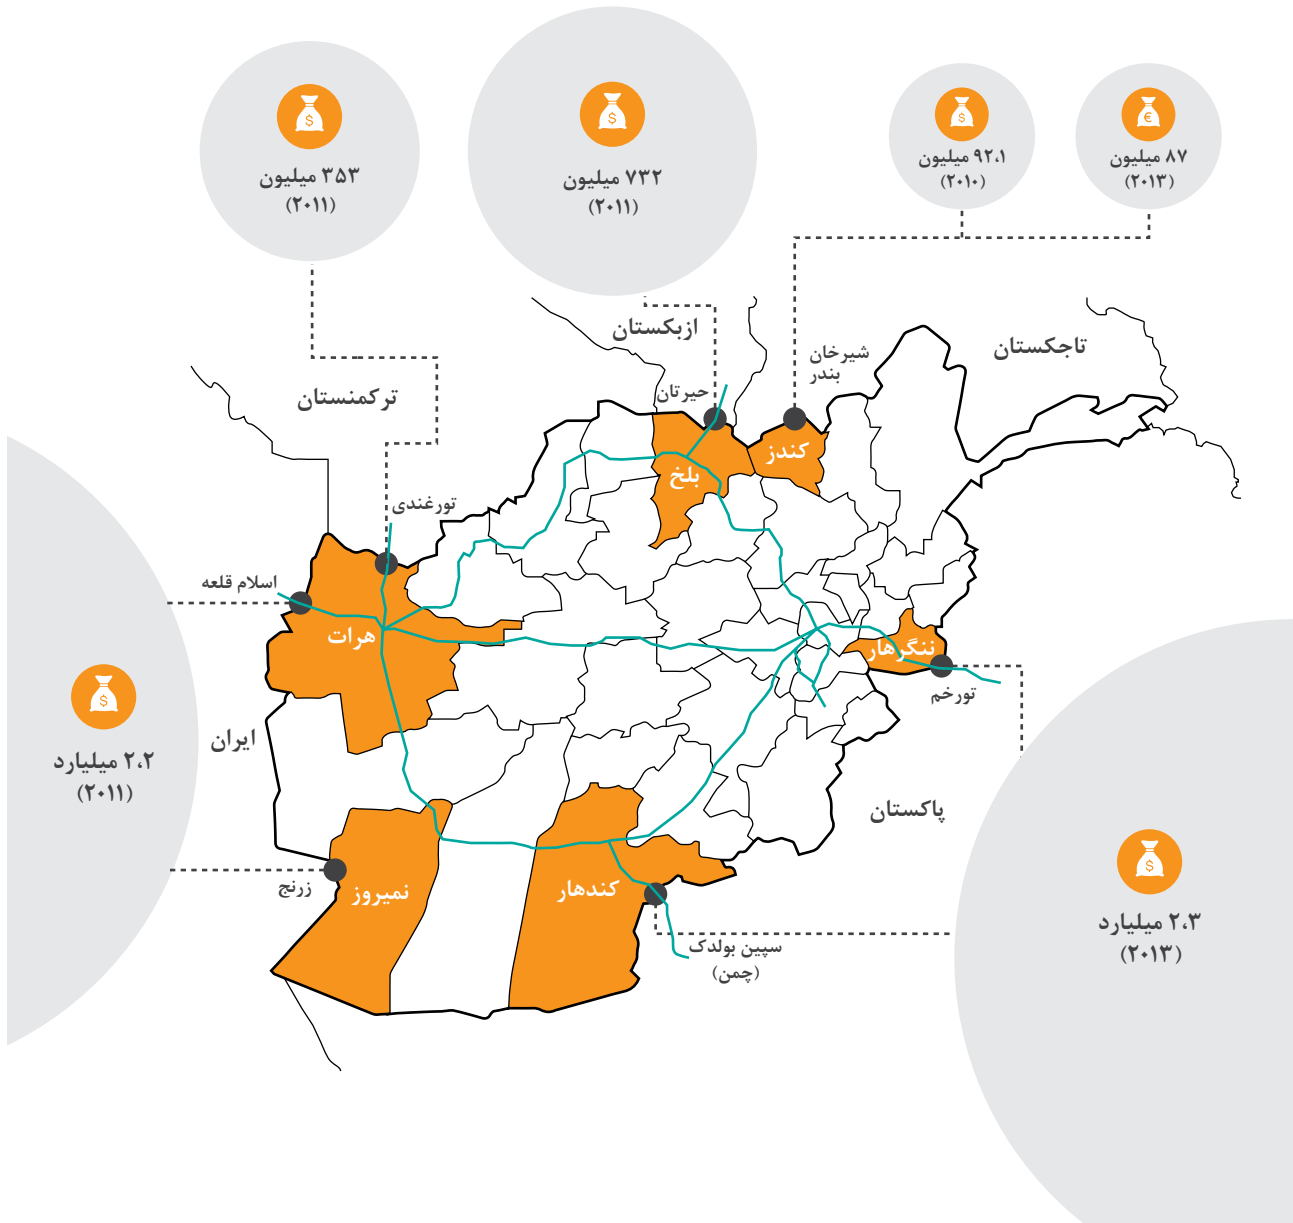 ۳۵۳ میلیون
(۲۰۱۱)
۷۳۲ میلیون
(۲۰۱۱)
۹۲،۱ میلیون
(۲۰۱۰)
۸۷ میلیون
(۲۰۱۳)
ازبکستان
تاجکستان
شیرخان
بندر
ترکمنستان
حیرتان
کندز
بلخ
تورغندی
اسلام قلعه
هرات
ننگرهار
تورخم
ایران
۲،۲ میلیارد
(۲۰۱۱)
پاکستان
زرنج
نمیروز
کندهار
۲،۳ میلیارد
(۲۰۱۳)
سپین بولدک
(چمن)